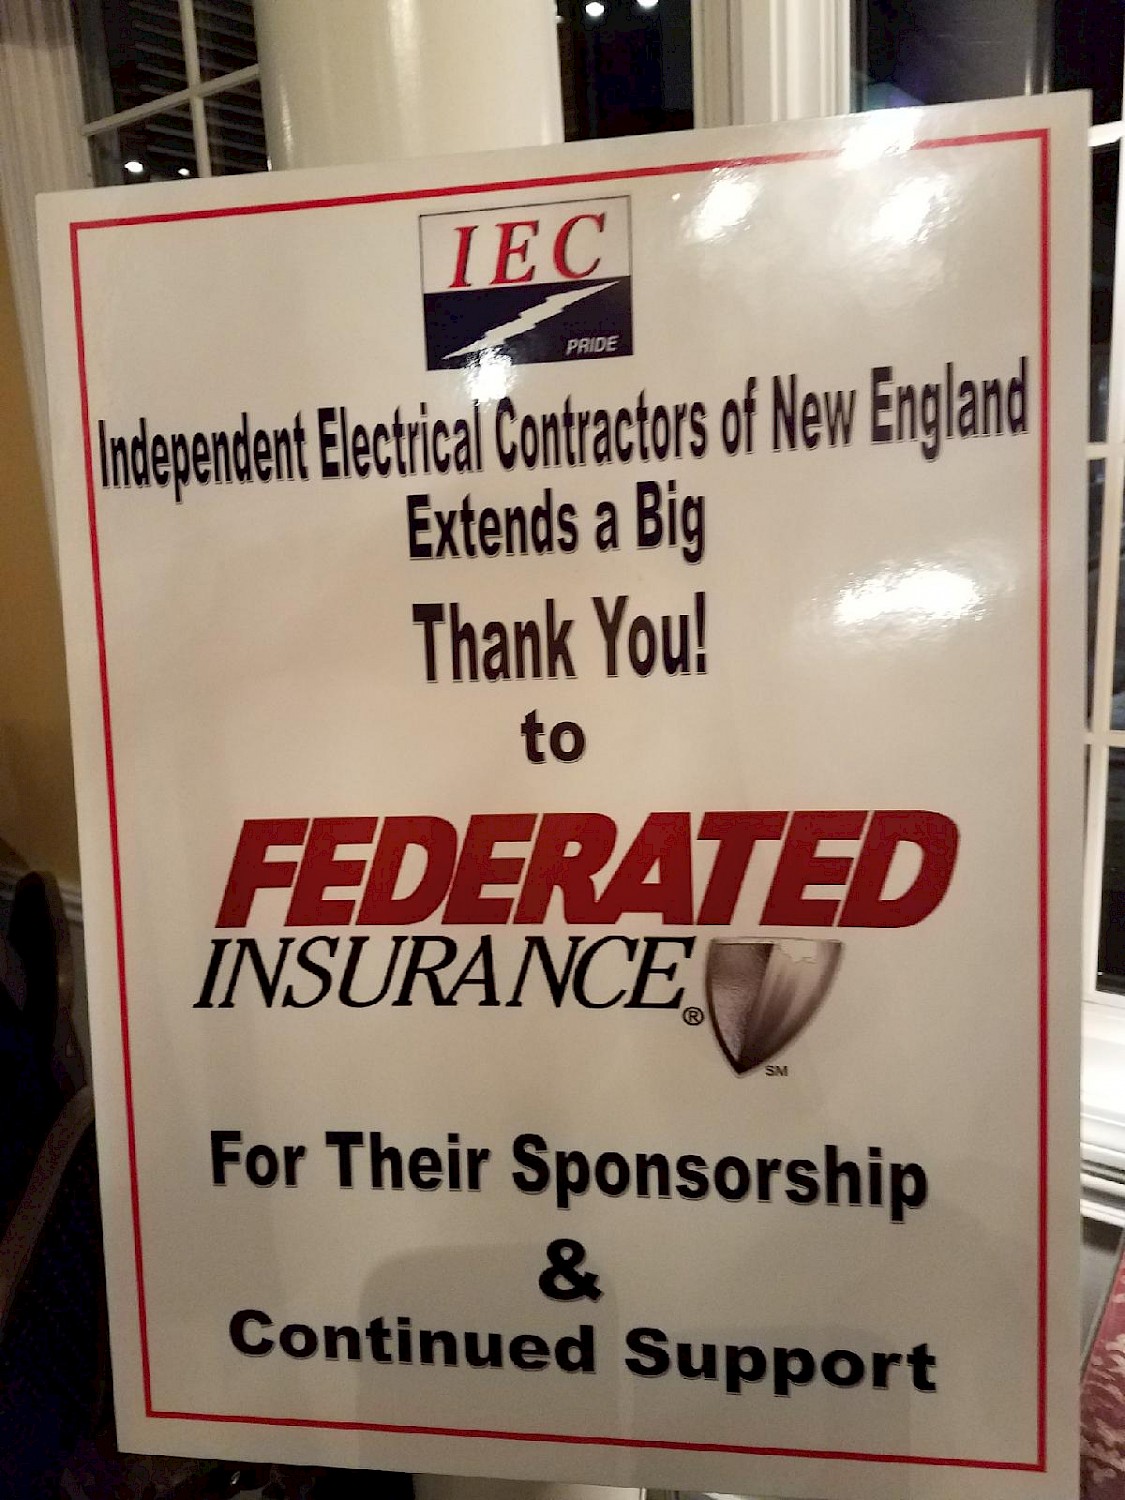 IEC
PRIDE
Independent Electrical Contractors of New England
Extends a Big
Thank You!
to
FEDERATED
INSURANCE®
SM
For Their Sponsorship
&
Continued Support